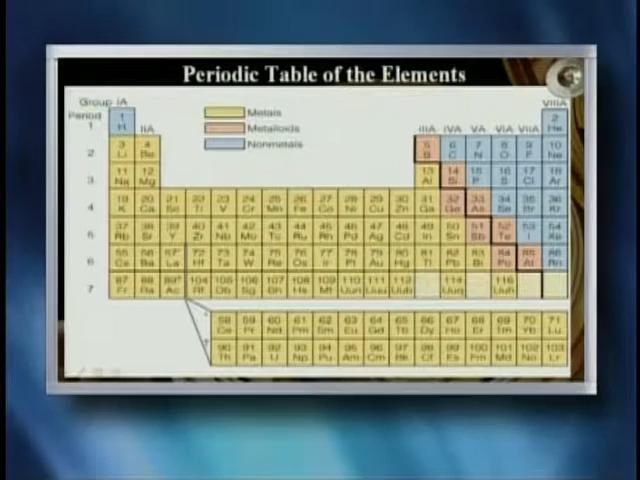 Periodic Table of the Elements
Group IA
VIIIA
Period
1
1
H
IIA
Metals
Metalloids
Nonmetals
IIIA IVA VA VIA VIIA
2
He
2
3 4 5 6 7 8 9 10
Li Be B C N O F Ne
3
11 12 13 14 15 16 17 18
Na Mg Al Si P S Cl Ar
4
19 20 21 22 23 24 25 26 27 28 29 30 31 32 33 34 35 36
K Ca Sc Ti V Cr Mn Fe Co Ni Cu Zn Ga Ge As Se Br Kr
5
37 38 39 40 41 42 43 44 45 46 47 48 49 50 51 52 53 54
Rb Sr Y Zr Nb Mo Tc Ru Rh Pd Ag Cd In Sn Sb Te I Xe
6
55 56 57* 72 73 74 75 76 77 78 79 80 81 82 83 84 85 86
Cs Ba La Hf Ta W Re Os Ir Pt Au Hg Tl Pb Bi Po At Rn
7
87 88 89 104 105 106 107 108 109 110 111 112 114 116
Fr Ra Ac Rf Db Sg Bh Hs Mt Uun Uuu Uub Uuq Uuh
58 59 60 61 62 63 64 65 66 67 68 69 70 71
Ce Pr Nd Pm Sm Eu Gd Tb Dy Ho Er Tm Yb Lu
90 91 92 93 94 95 96 97 98 99 100 101 102 103
Th Pa U Np Pu Am Cm Bk Cf Es Fm Md No Lr